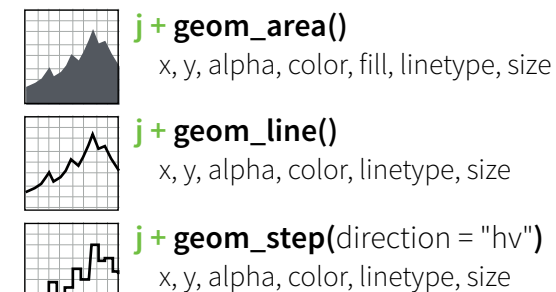 j + geom_area()
x, y, alpha, color, fill, linetype, size
j + geom_line()
x, y, alpha, color, linetype, size
j + geom_step(direction = "hv")
x, y, alpha, color, linetype, size